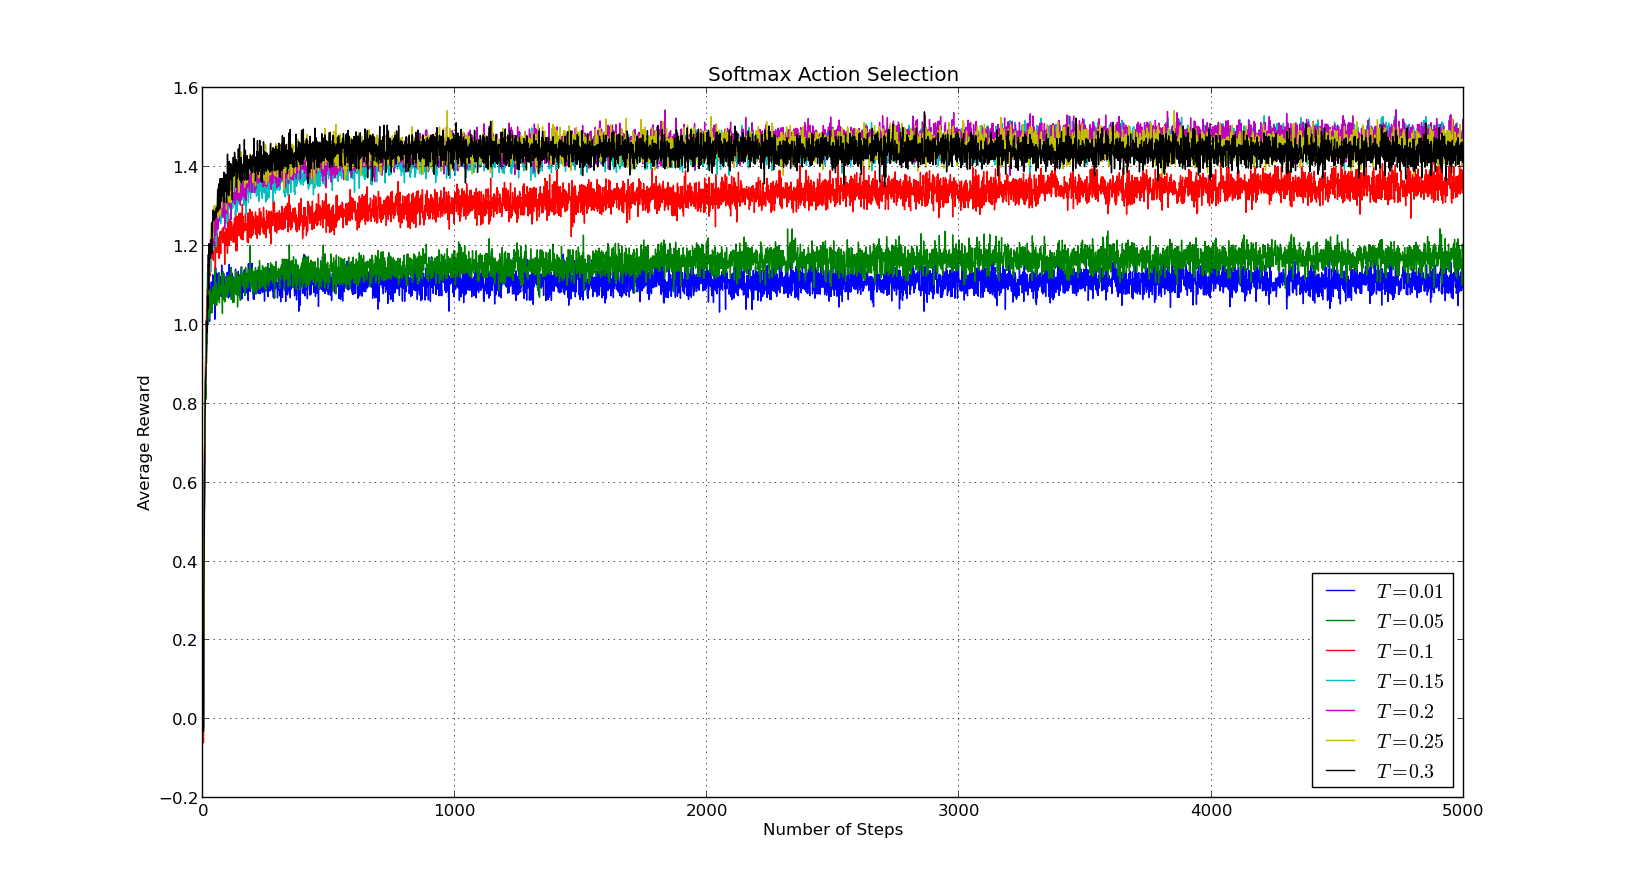 Softmax Action Selection
1.6
1.4
1.2
1.0
0.8
0.6
0.4
0.2
0.0
−0.2
Average Reward
0
1000
2000
3000
4000
5000
Number of Steps
T=0.01
T=0.05
T=0.1
T=0.15
T=0.2
T=0.25
T=0.3